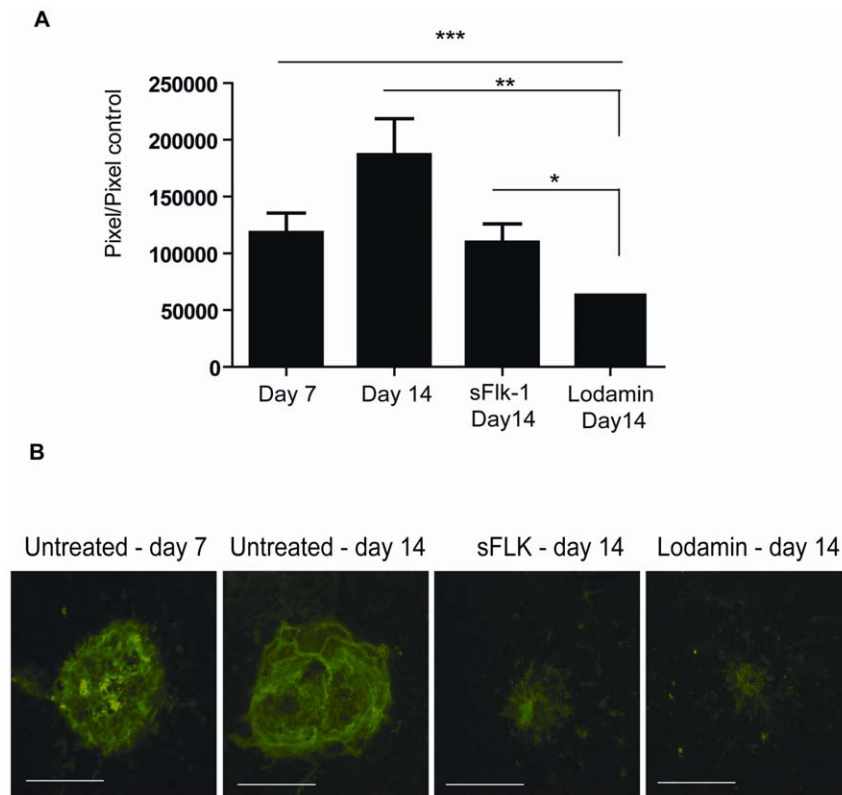 A
***
250000
**
200000
150000
*
100000
50000
0
Pixel/Pixel control
Day 7 Day 14 sFlk-1 Lodamin
Day14 Day14
B
Untreated - day 7 Untreated - day 14 sFLK - day 14 Lodamin - day 14